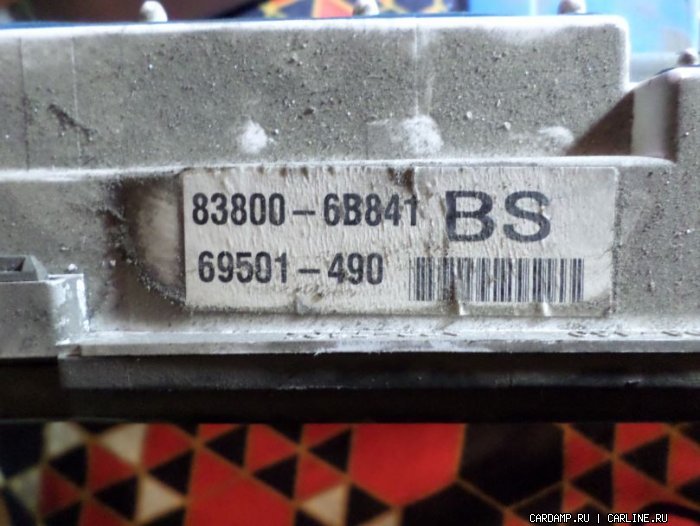 83800-6B841 BS
69501-490
CARDAMP.RU | CARLINE.RU